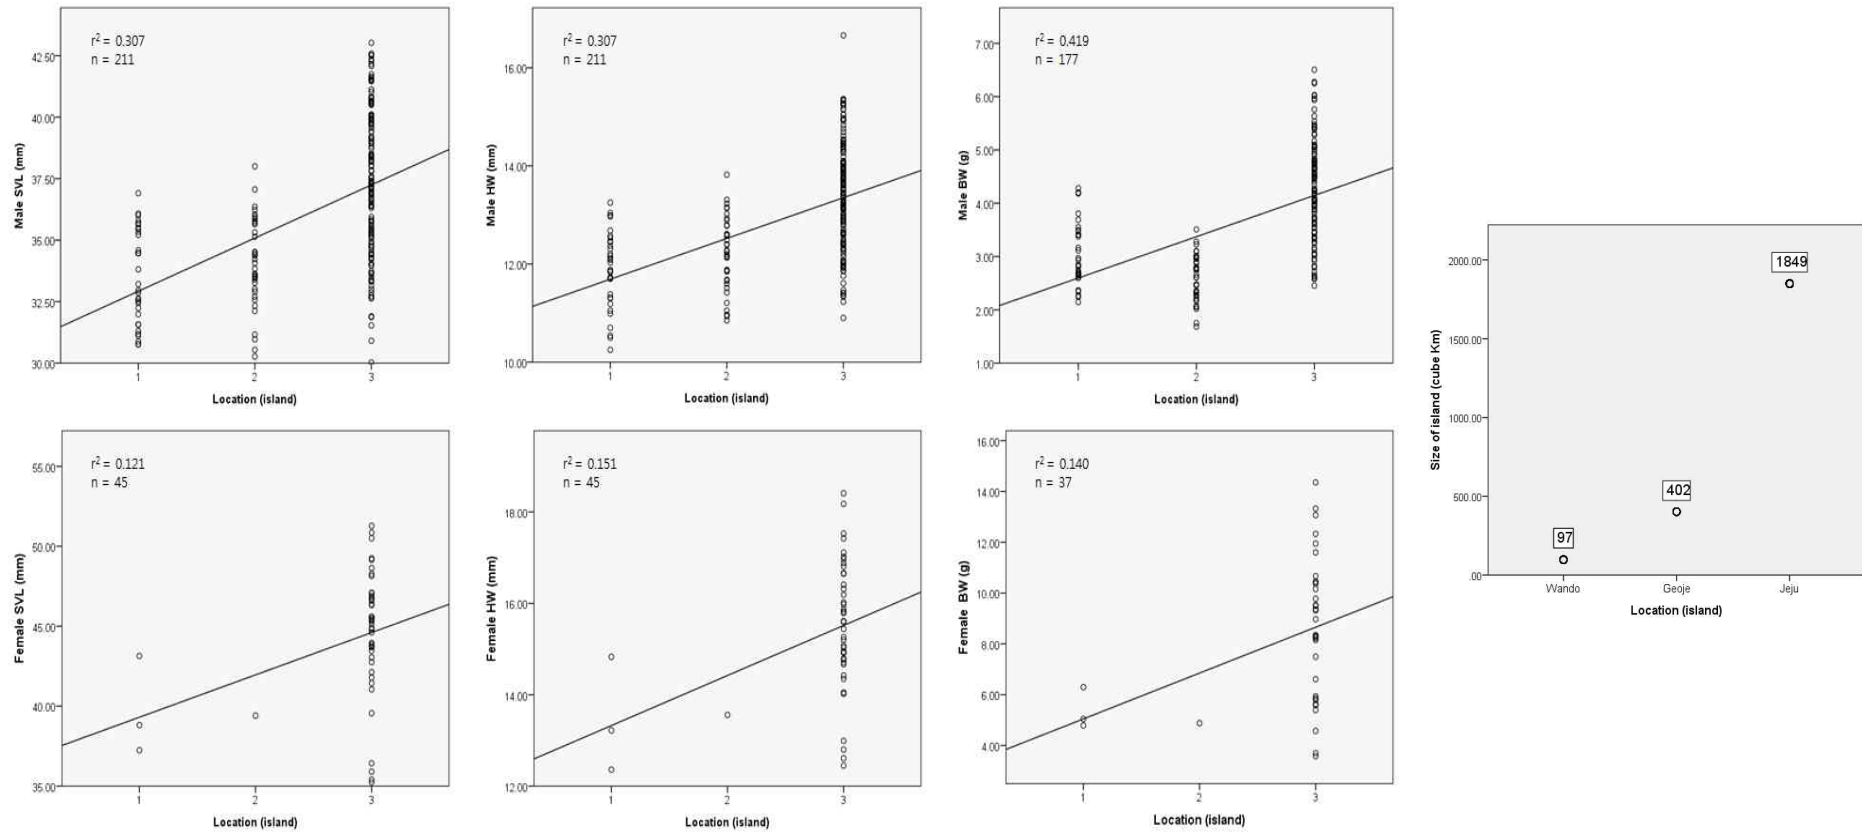 r² = 0.307
n = 211
42.50
40.00
37.50
35.00
32.50
30.00
Male SVL (mm)
1 2 3
Location (island)
r² = 0.307
n = 211
16.00
14.00
12.00
10.00
Male HW (mm)
1 2 3
Location (island)
r² = 0.419
n = 177
7.00
6.00
5.00
4.00
3.00
2.00
1.00
Male BW (g)
1 2 3
Location (island)
r² = 0.121
n = 45
55.00
50.00
45.00
40.00
35.00
Female SVL (mm)
1 2 3
Location (island)
r² = 0.151
n = 45
18.00
16.00
14.00
12.00
Female HW (mm)
1 2 3
Location (island)
r² = 0.140
n = 37
16.00
14.00
12.00
10.00
8.00
6.00
4.00
Female BW (g)
1 2 3
Location (island)
2000.00
1500.00
1000.00
500.00
.00
Size of island (cube Km)
1849
402
97
Wando Geoje Jeju
Location (island)